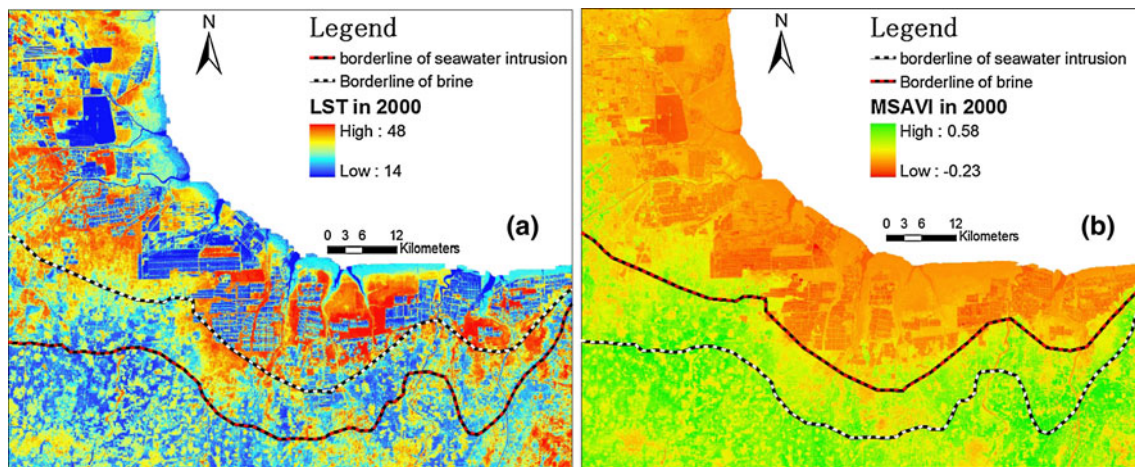 N
Legend
borderline of seawater intrusion
Borderline of brine
LST in 2000
High : 48
Low : 14
(a)
0 3 6 12
Kilometers
N
Legend
borderline of seawater intrusion
Borderline of brine
MSAVI in 2000
High : 0.58
Low : -0.23
(b)
0 3 6 12
Kilometers